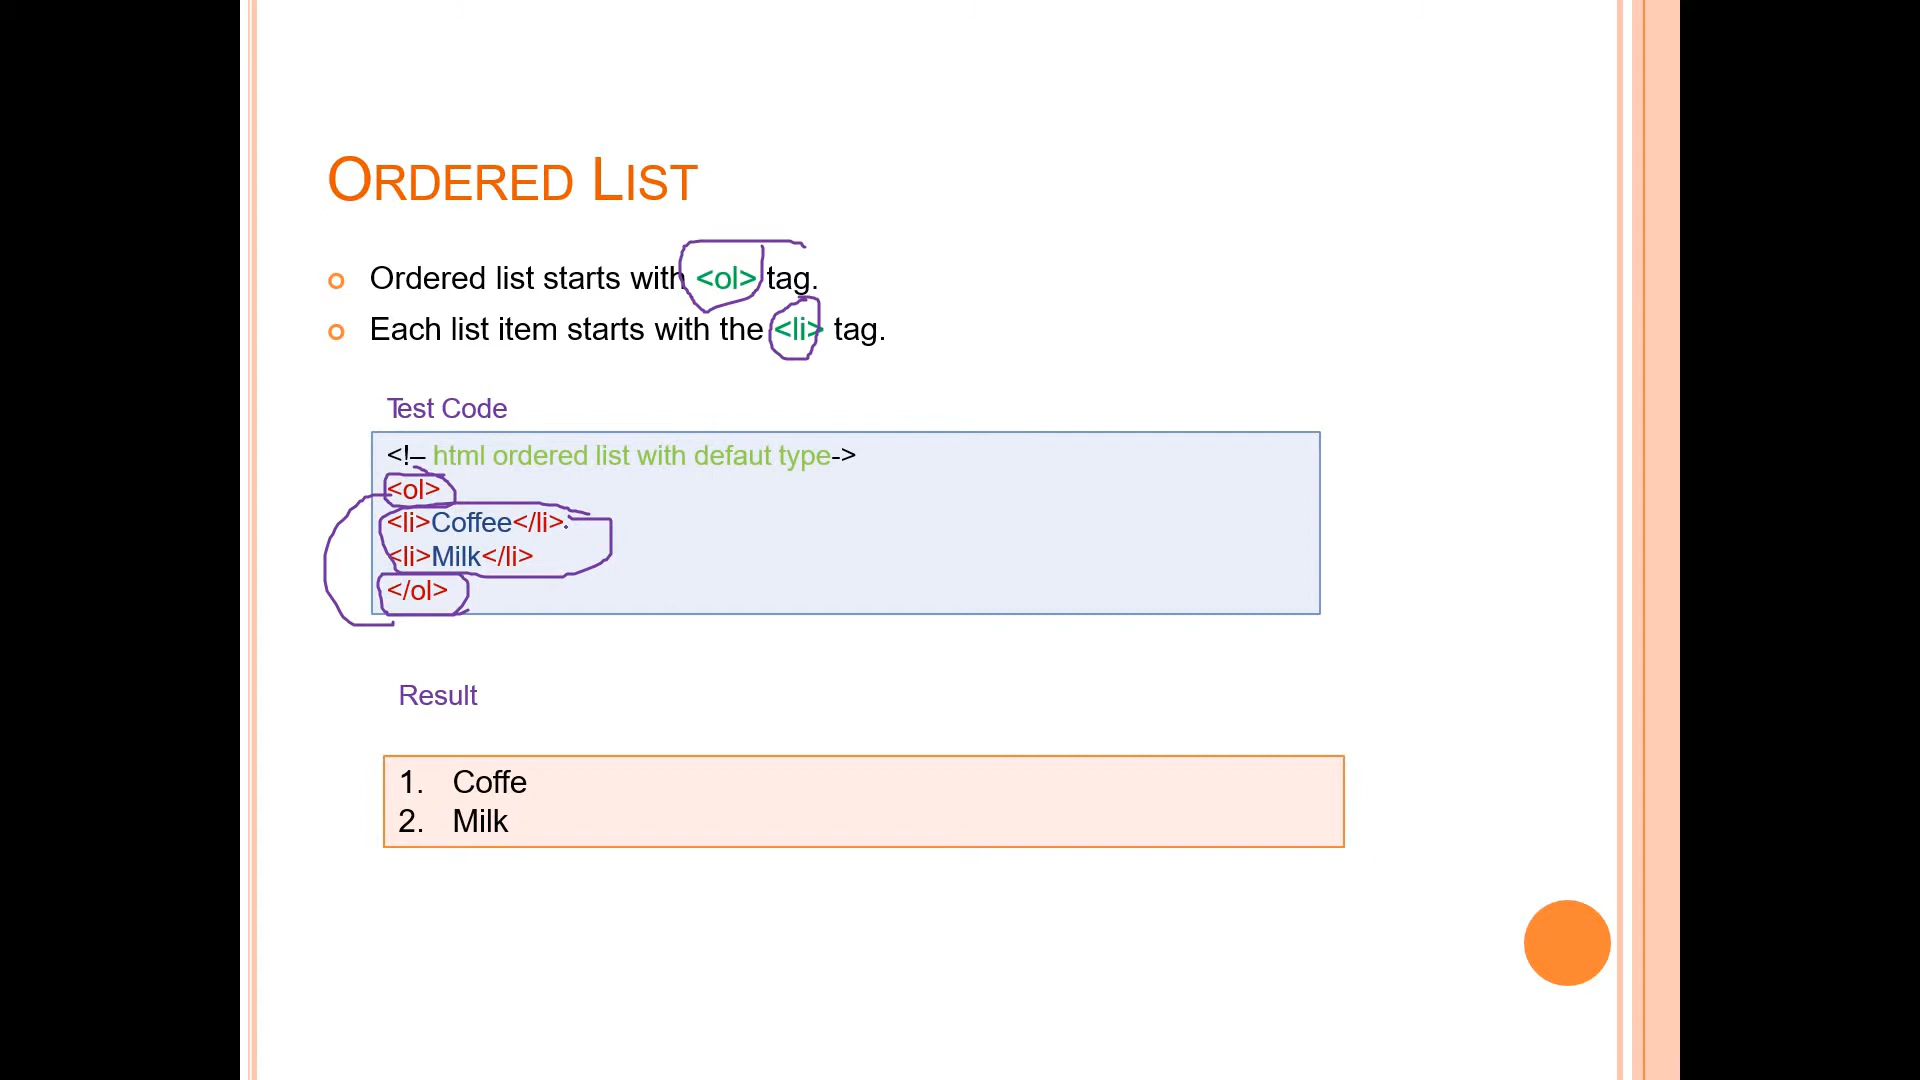 ORDERED LIST
Ordered list starts with <ol> tag.
Each list item starts with the <li> tag.
Test Code
<!– html ordered list with defaut type->
<ol>
<li>Coffee</li>
<li>Milk</li>
</ol>
Result
1. Coffe
2. Milk